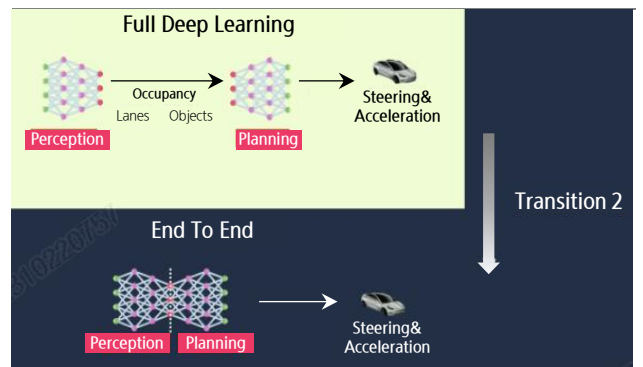 Full Deep Learning
Occupancy
Lanes Objects
Perception
Planning
Steering&
Acceleration
Transition 2
End To End
Perception
Planning
Steering&
Acceleration